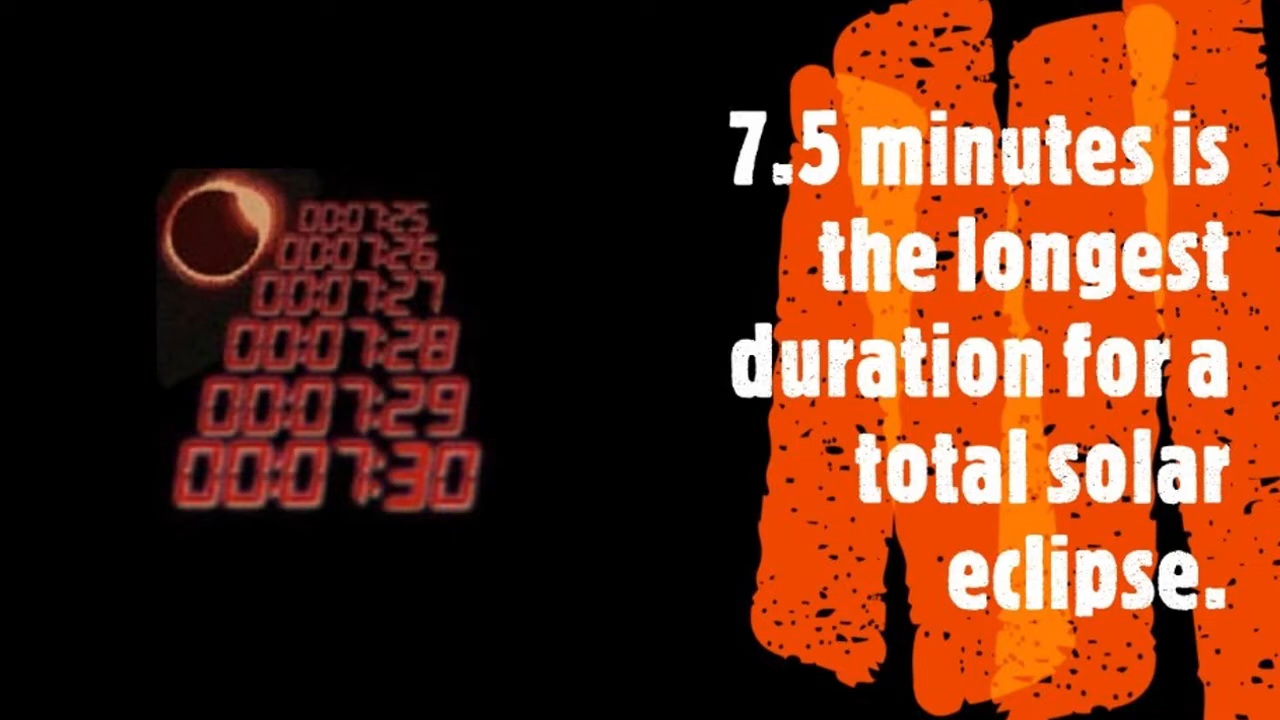 00:07:25
00:07:26
00:07:27
00:07:28
00:07:29
00:07:30
7.5 minutes is
the longest
duration for a
total solar
eclipse.